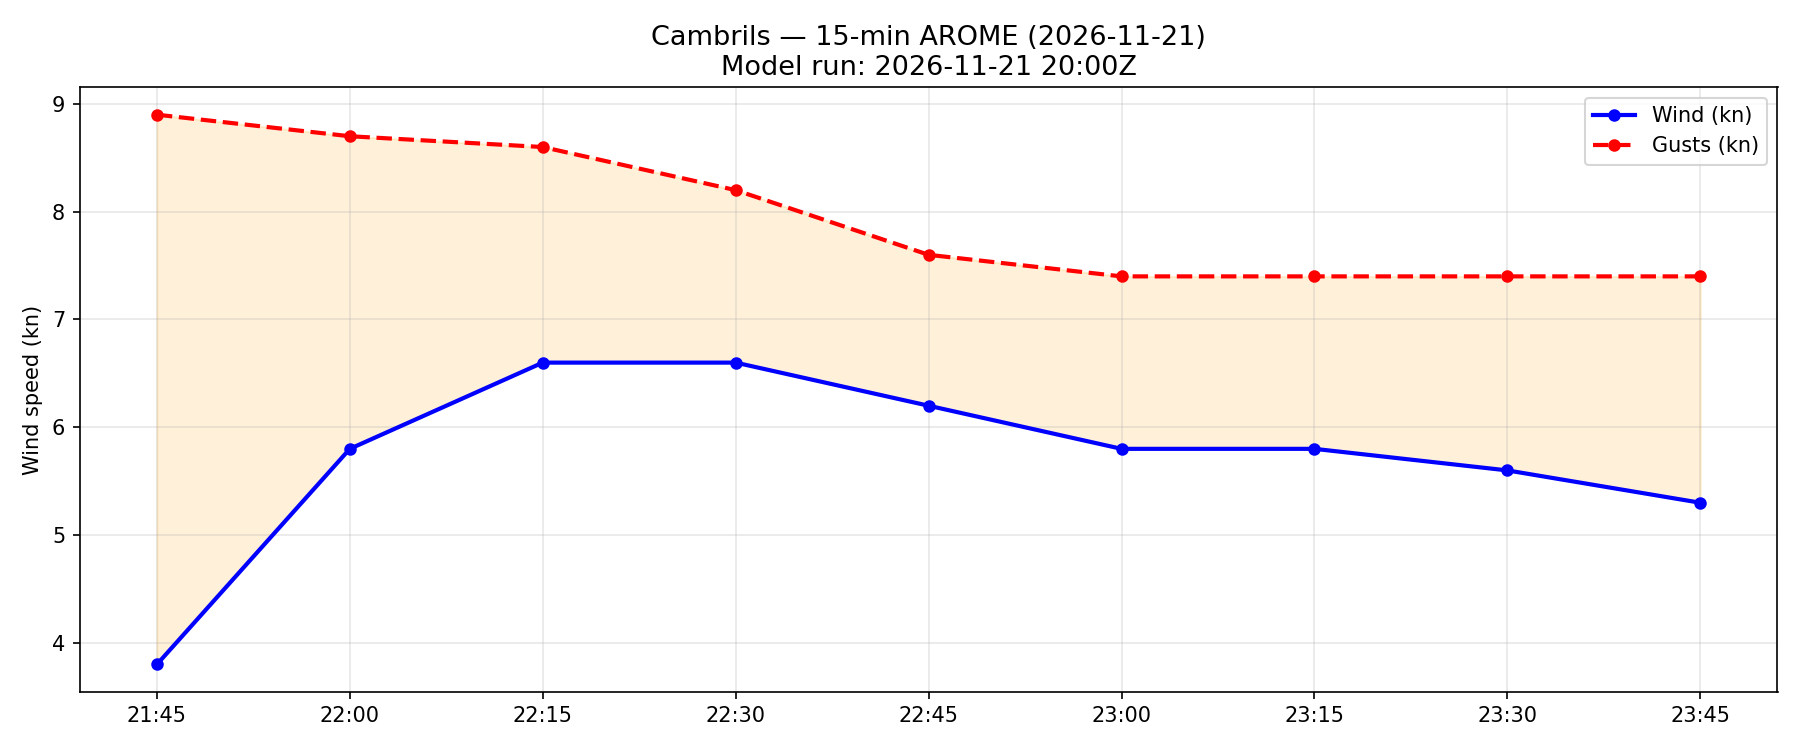 Cambrils — 15-min AROME (2026-11-21)
Model run: 2026-11-21 20:00Z
Wind (kn)
Gusts (kn)
Wind speed (kn)
9
8
7
6
5
4
21:45 22:00 22:15 22:30 22:45 23:00 23:15 23:30 23:45